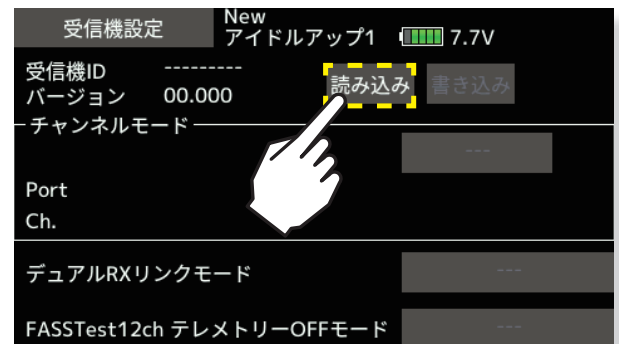 受信機設定
New
アイドルアップ1 7.7V
受信機ID ---------
バージョン 00.000
読み込み 書き込み
チャンネルモード
---
Port
Ch.
デュアルRXリンクモード ---
FASSTest12ch テレメトリーOFFモード ---